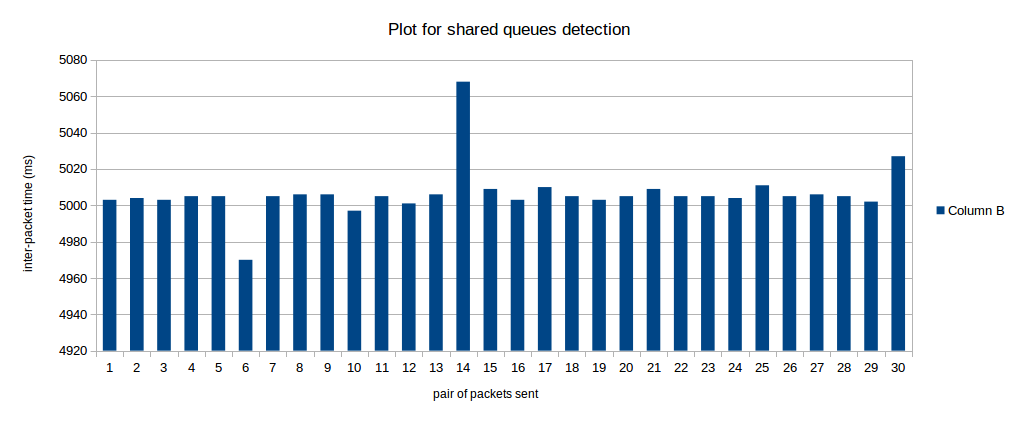 Plot for shared queues detection
5080
5060
5040
5020
5000
4980
4960
4940
4920
inter-packet time (ms)
1 2 3 4 5 6 7 8 9 10 11 12 13 14 15 16 17 18 19 20 21 22 23 24 25 26 27 28 29 30
pair of packets sent
Column B